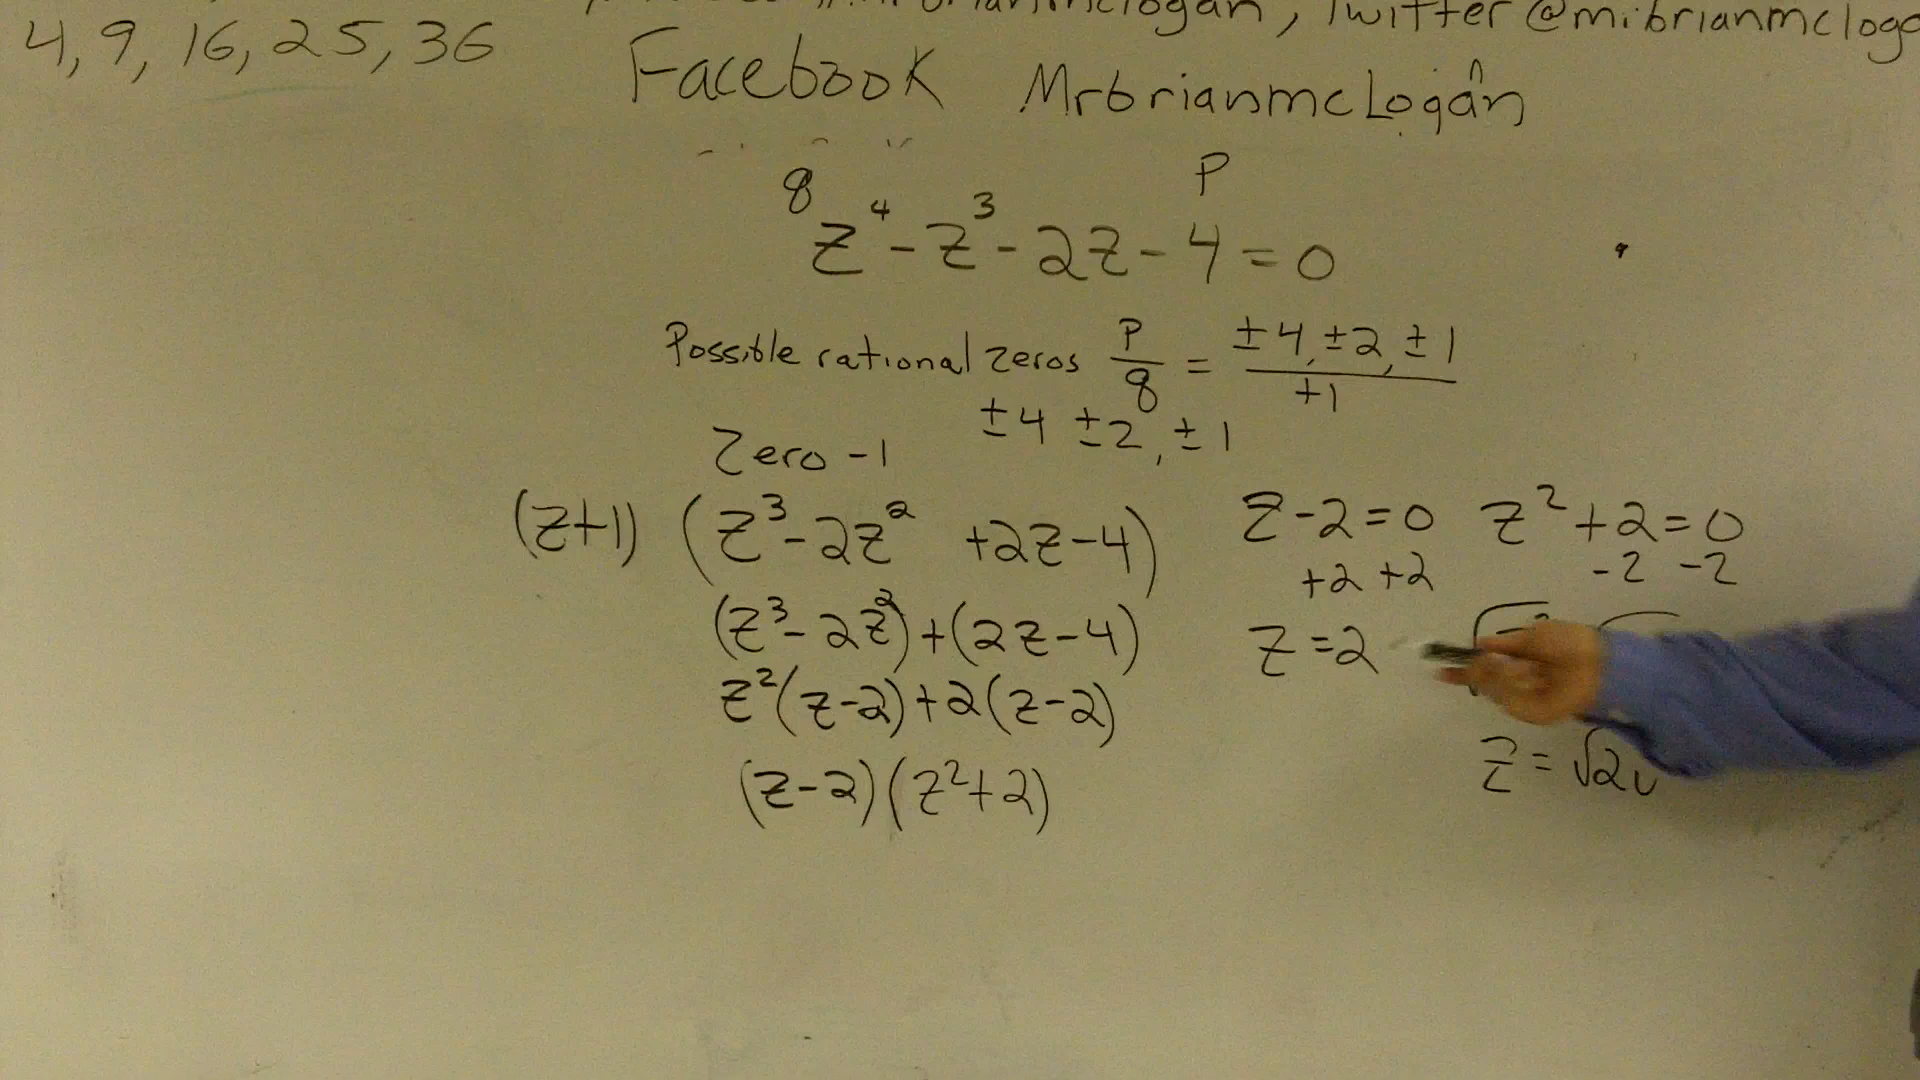 4, 9, 16, 25, 36
, Twitter @mrbrianmclog
Facebook Mrbrianmclogan
q P
z⁴ - z³ - 2z - 4 = 0
Possible rational zeros P/q = ±4, ±2, ±1 / +1
±4 ±2, ±1
Zero -1
(z+1) (z³ - 2z² +2z - 4)
(z³ - 2z²) + (2z - 4)
z²(z-2) + 2(z-2)
(z-2)(z²+2)
z - 2 = 0 z² + 2 = 0
+2 +2 -2 -2
z = 2
z = √2i